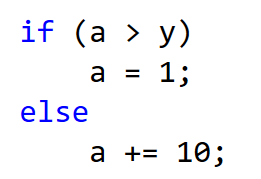 if (a > y)
    a = 1;
else
    a += 10;